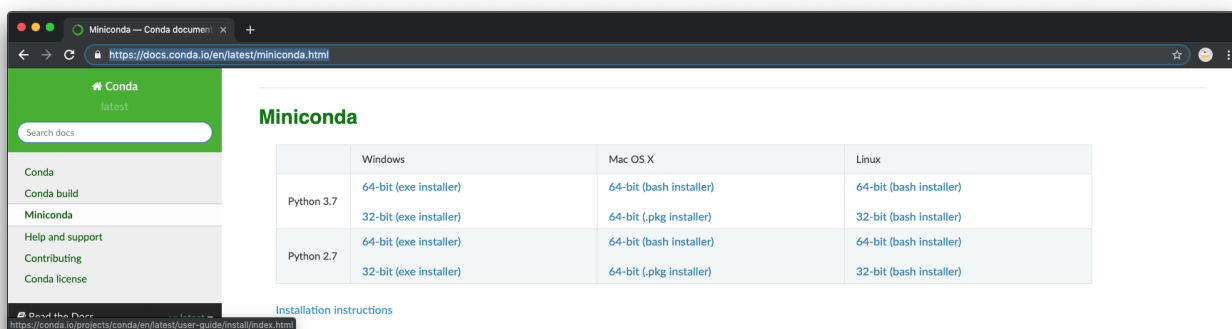 Miniconda — Conda document
https://docs.conda.io/en/latest/miniconda.html
Conda
latest
Search docs
Conda
Conda build
Miniconda
Help and support
Contributing
Conda license
Read the Docs
https://conda.io/projects/conda/en/latest/user-guide/install/index.html
Miniconda
Windows Mac OS X Linux
Python 3.7
64-bit (exe installer) 64-bit (bash installer) 64-bit (bash installer)
32-bit (exe installer) 64-bit (.pkg installer) 32-bit (bash installer)
Python 2.7
64-bit (exe installer) 64-bit (bash installer) 64-bit (bash installer)
32-bit (exe installer) 64-bit (.pkg installer) 32-bit (bash installer)
Installation instructions